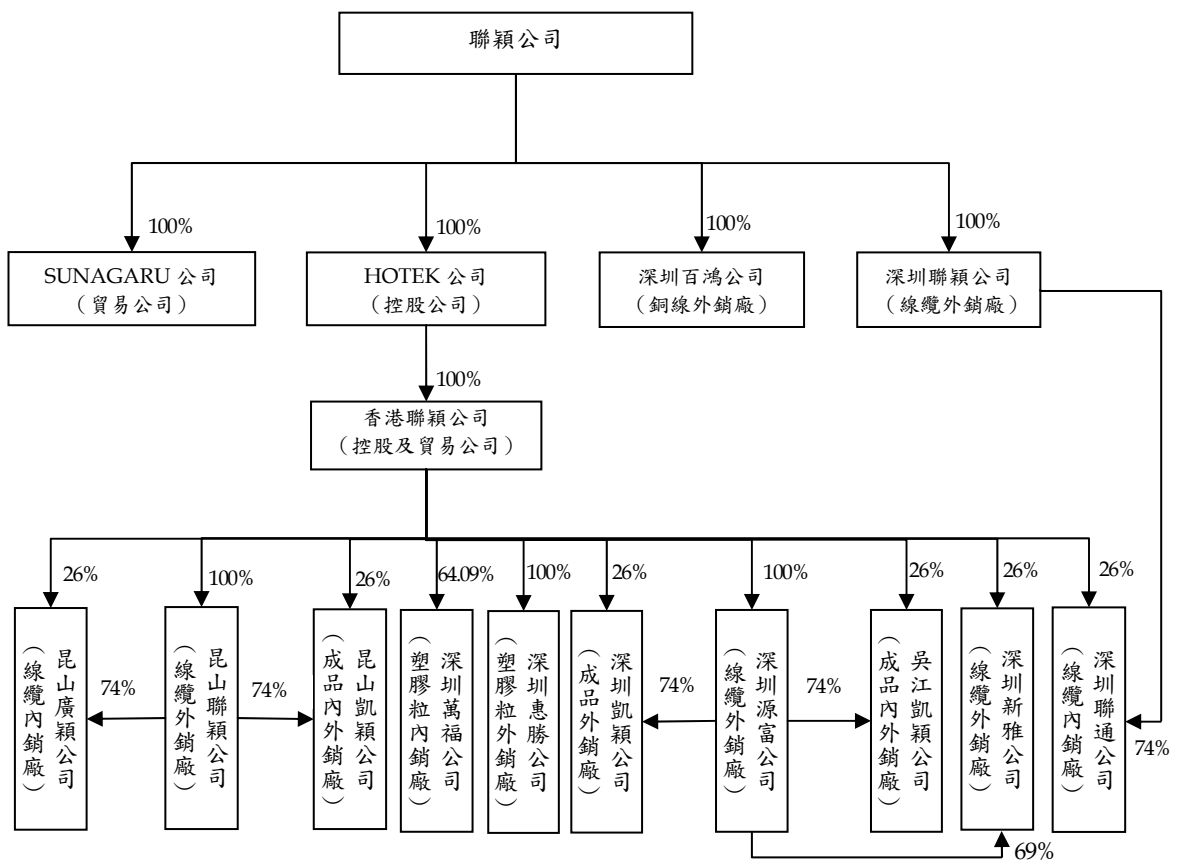 聯穎公司
100%
100%
100%
100%
SUNAGARU 公司
（貿易公司）
HOTEK 公司
（控股公司）
深圳百鴻公司
（銅線外銷廠）
深圳聯穎公司
（線纜外銷廠）
100%
香港聯穎公司
（控股及貿易公司）
26%
100%
26%
64.09%
100%
26%
100%
26%
26%
26%
昆山廣穎公司
（線纜內銷廠）
74%
昆山聯穎公司
（線纜外銷廠）
74%
昆山凱穎公司
（成品內外銷廠）
深圳萬福公司
（塑膠粒內銷廠）
深圳惠勝公司
（塑膠粒外銷廠）
深圳凱穎公司
（成品外銷廠）
74%
深圳源富公司
（線纜外銷廠）
74%
吳江凱穎公司
（成品內外銷廠）
深圳新雅公司
（線纜外銷廠）
深圳聯通公司
（線纜內銷廠）
74%
69%